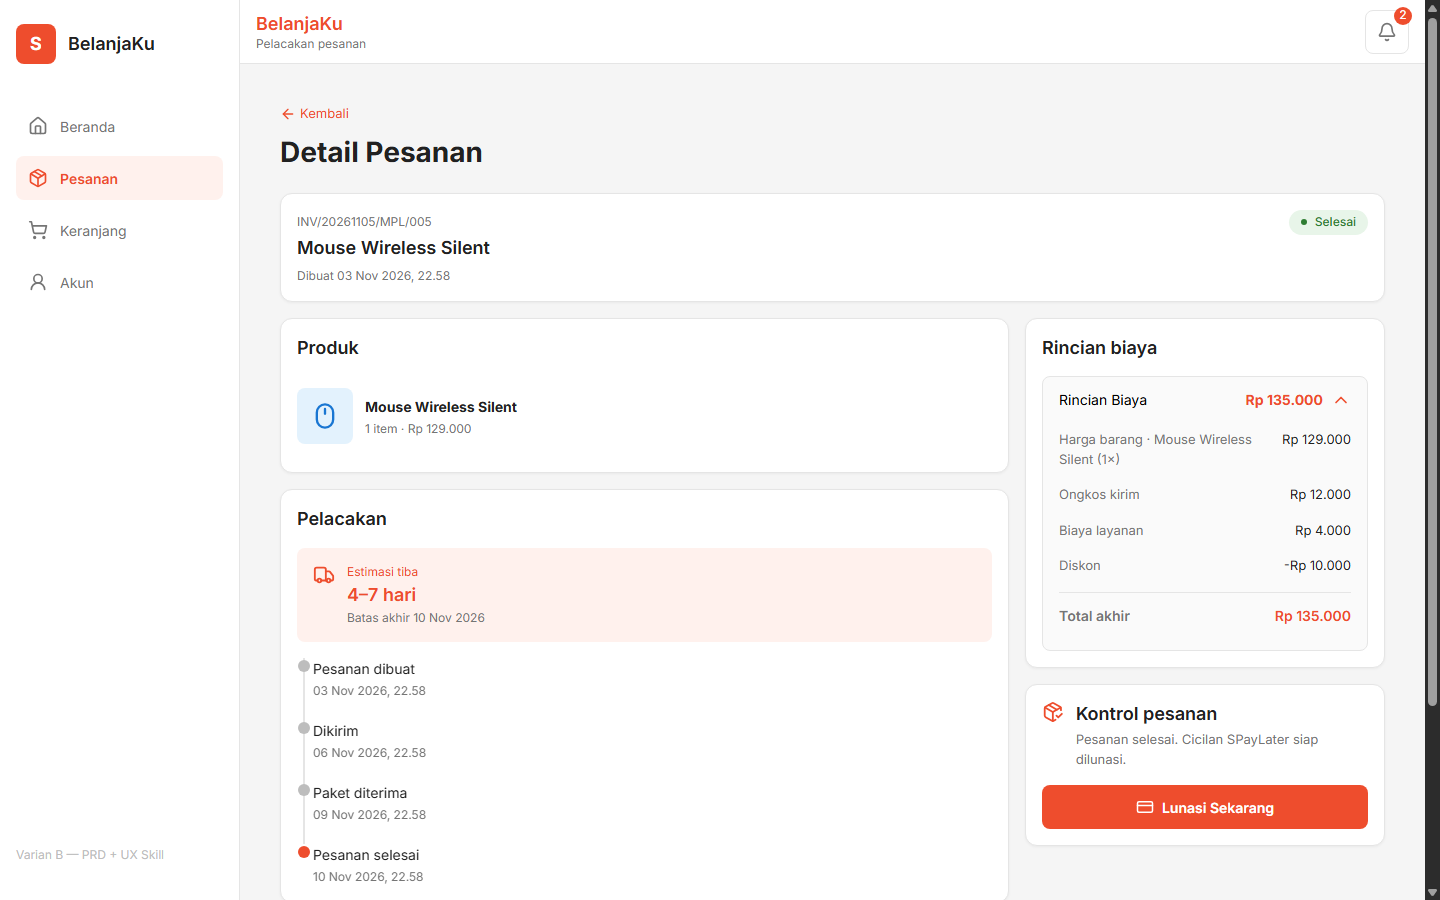 S
BelanjaKu
Beranda
Pesanan
Keranjang
Akun
Varian B — PRD + UX Skill
BelanjaKu
Pelacakan pesanan
2
Kembali
Detail Pesanan
INV/20261105/MPL/005
Mouse Wireless Silent
Dibuat 03 Nov 2026, 22.58
Selesai
Produk
Mouse Wireless Silent
1 item · Rp 129.000
Pelacakan
Estimasi tiba
4–7 hari
Batas akhir 10 Nov 2026
Pesanan dibuat
03 Nov 2026, 22.58
Dikirim
06 Nov 2026, 22.58
Paket diterima
09 Nov 2026, 22.58
Pesanan selesai
10 Nov 2026, 22.58
Rincian biaya
Rincian Biaya Rp 135.000
Harga barang · Mouse Wireless Rp 129.000
Silent (1×)
Ongkos kirim Rp 12.000
Biaya layanan Rp 4.000
Diskon -Rp 10.000
Total akhir Rp 135.000
Kontrol pesanan
Pesanan selesai. Cicilan SPayLater siap
dilunasi.
Lunasi Sekarang